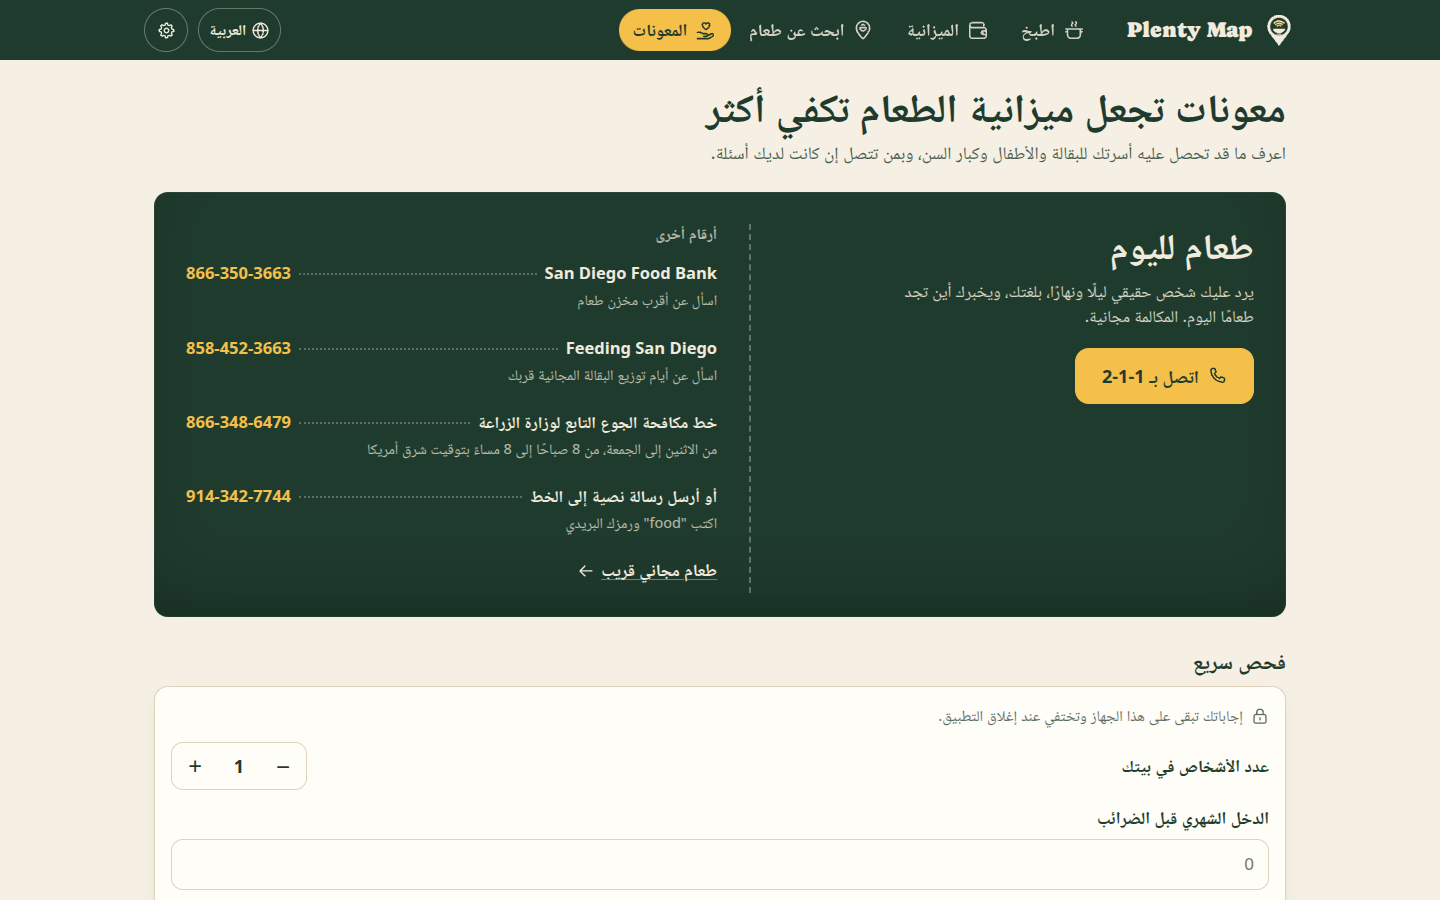 Plenty Map
اطبخ
الميزانية
ابحث عن طعام
المعونات
العربية
معونات تجعل ميزانية الطعام تكفي أكثر
اعرف ما قد تحصل عليه أسرتك للبقالة والأطفال وكبار السن، وبمن تتصل إن كانت لديك أسئلة.
طعام لليوم
يرد عليك شخص حقيقي ليلًا ونهارًا، بلغتك، ويخبرك أين تجد
طعامًا اليوم. المكالمة مجانية.
اتصل بـ 1-1-2
أرقام أخرى
San Diego Food Bank 866-350-3663
اسأل عن أقرب مخزن طعام
Feeding San Diego 858-452-3663
اسأل عن أيام توزيع البقالة المجانية قربك
خط مكافحة الجوع التابع لوزارة الزراعة 866-348-6479
من الاثنين إلى الجمعة، من 8 صباحًا إلى 8 مساءً بتوقيت شرق أمريكا
أو أرسل رسالة نصية إلى الخط 914-342-7744
اكتب "food" ورمزك البريدي
طعام مجاني قريب ←
فحص سريع
إجاباتك تبقى على هذا الجهاز وتختفي عند إغلاق التطبيق.
عدد الأشخاص في بيتك − 1 +
الدخل الشهري قبل الضرائب
0